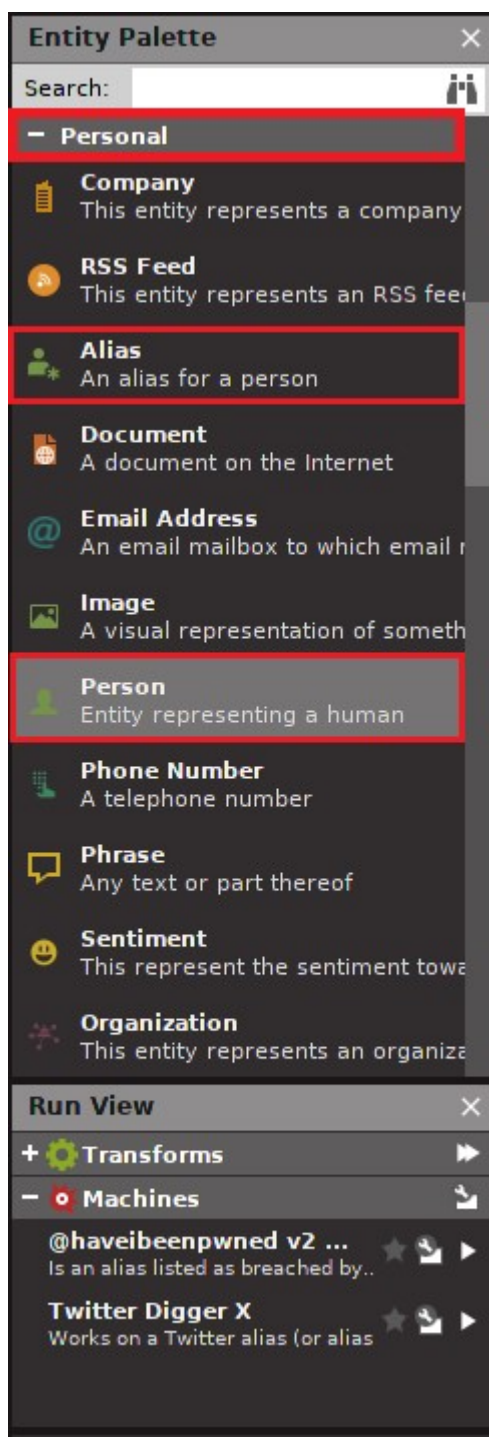 Entity Palette
Search:
Personal
Company
This entity represents a company
RSS Feed
This entity represents an RSS fee
Alias
An alias for a person
Document
A document on the Internet
Email Address
An email mailbox to which email
Image
A visual representation of someth
Person
Entity representing a human
Phone Number
A telephone number
Phrase
Any text or part thereof
Sentiment
This represent the sentiment towa
Organization
This entity represents an organiza
Run View
+ Transforms
− Machines
@haveibeenpwned v2 ...
Is an alias listed as breached by..
Twitter Digger X
Works on a Twitter alias (or alias